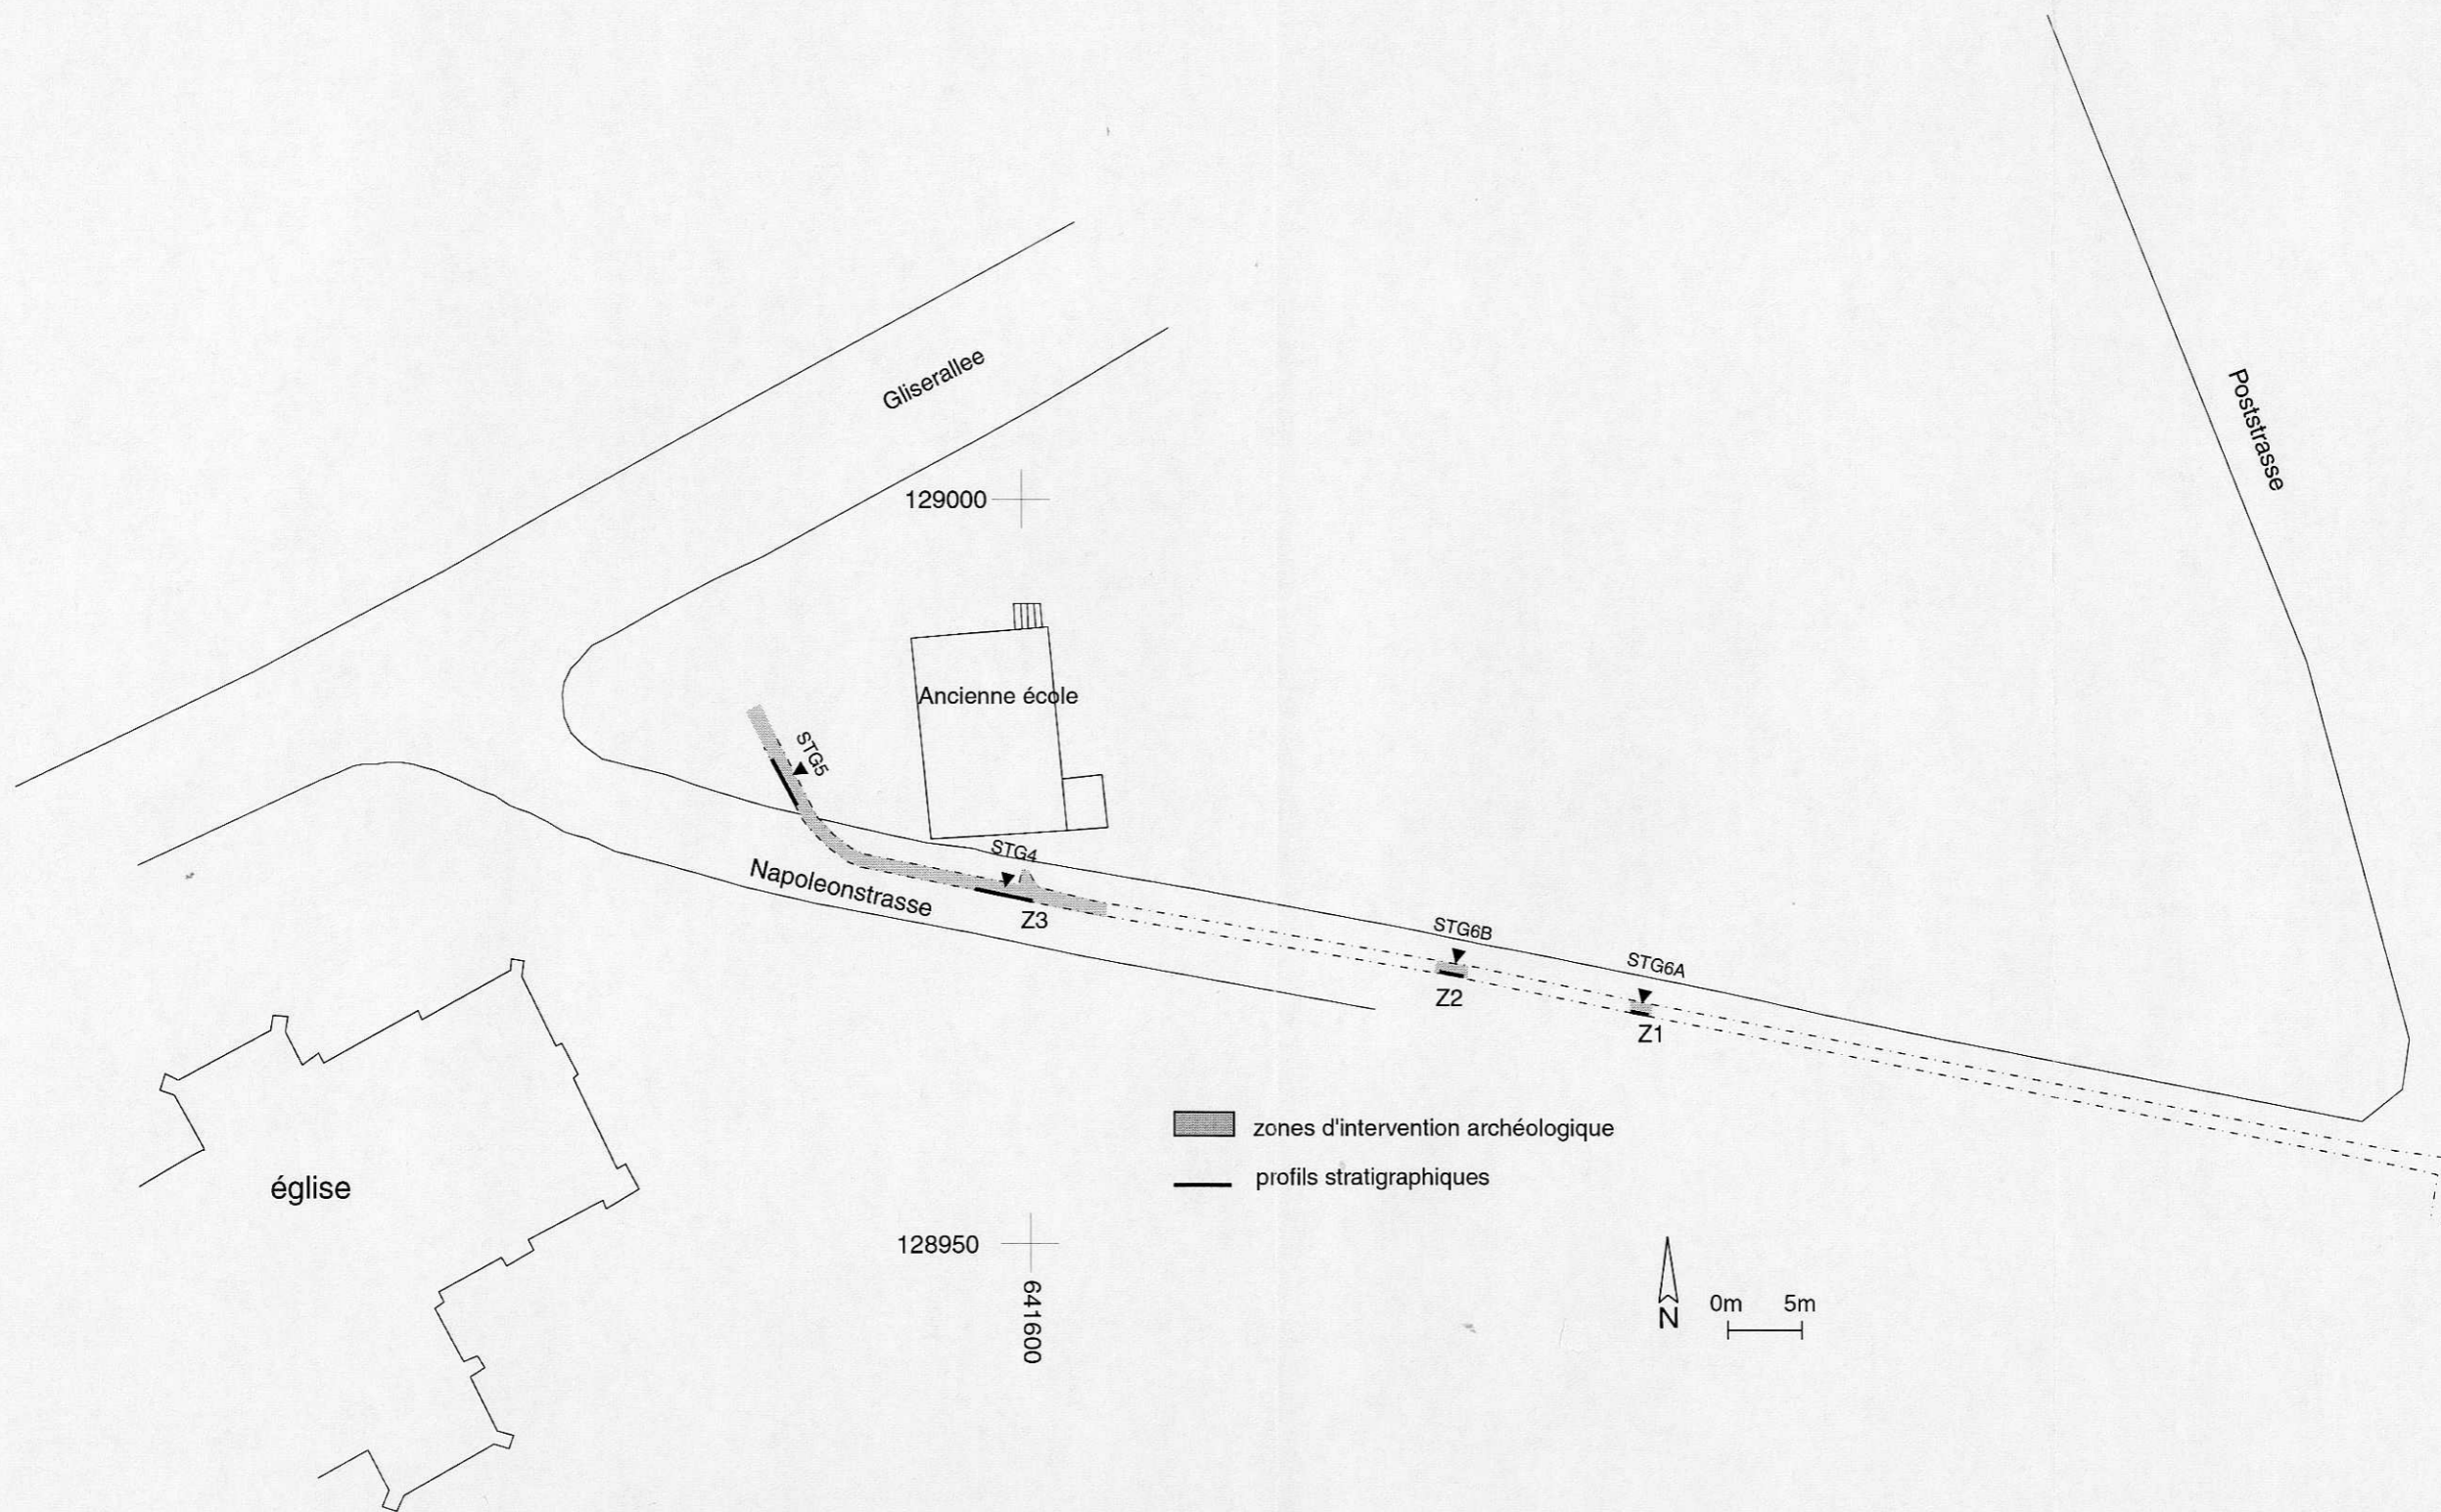 Gliserallee
Poststrasse
129000
Ancienne école
STG5
STG4
Napoleonstrasse
Z3
STG6B
Z2
STG6A
Z1
zones d'intervention archéologique
profils stratigraphiques
église
128950
641600
N
0m 5m